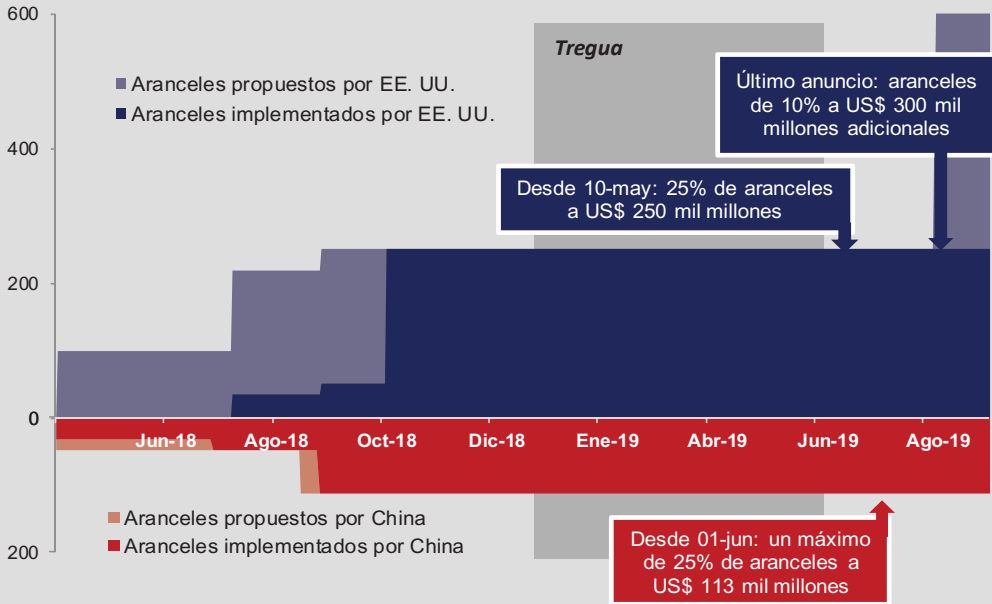 600
Tregua
Aranceles propuestos por EE. UU.
Aranceles implementados por EE. UU.
Último anuncio: aranceles
de 10% a US$ 300 mil
millones adicionales
400
Desde 10-may: 25% de aranceles
a US$ 250 mil millones
200
0
Jun-18 Ago-18 Oct-18 Dic-18 Ene-19 Abr-19 Jun-19 Ago-19
Aranceles propuestos por China
Aranceles implementados por China
Desde 01-jun: un máximo
de 25% de aranceles a
US$ 113 mil millones
200